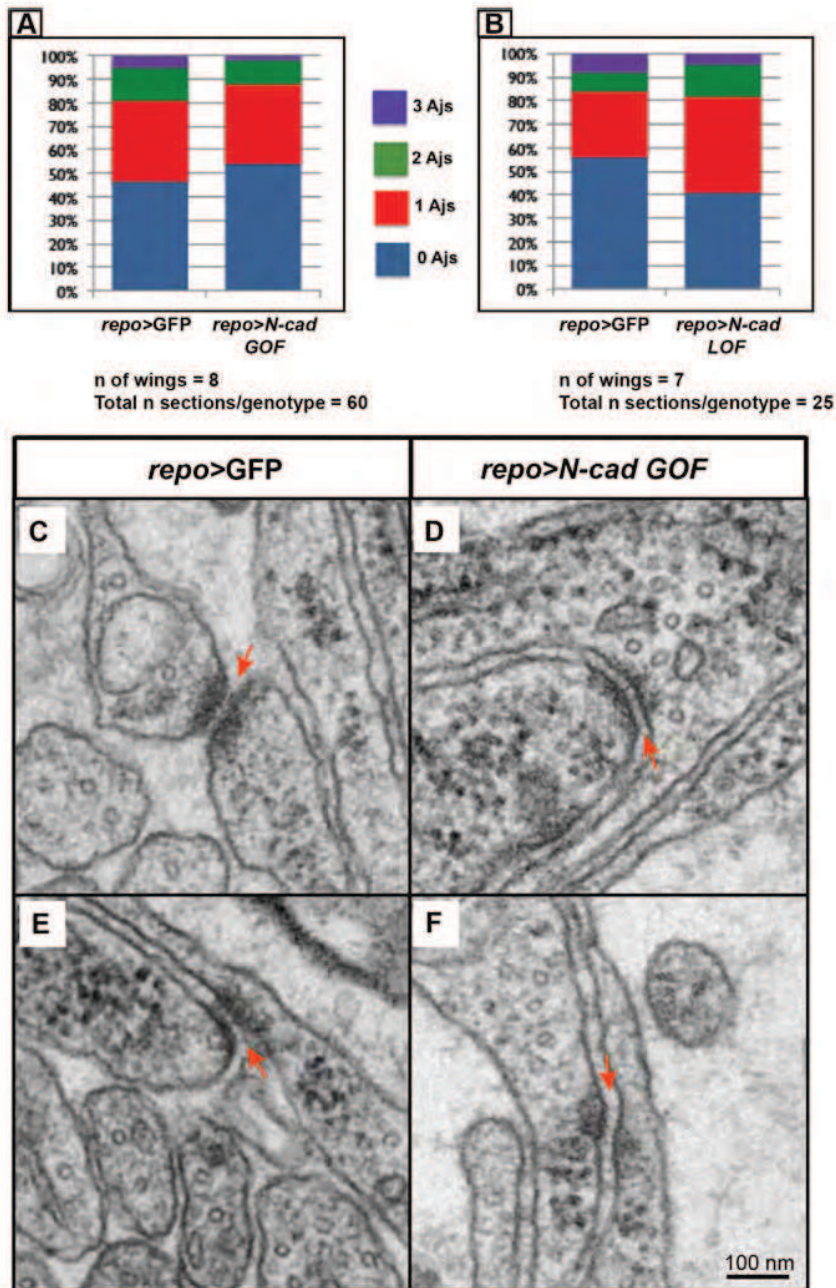 A
100%
90%
80%
70%
60%
50%
40%
30%
20%
10%
0%
repo>GFP
repo>N-cad
GOF
n of wings = 8
Total n sections/genotype = 60
3 Ajs
2 Ajs
1 Ajs
0 Ajs
B
100%
90%
80%
70%
60%
50%
40%
30%
20%
10%
0%
repo>GFP
repo>N-cad
LOF
n of wings = 7
Total n sections/genotype = 25
repo>GFP
repo>N-cad GOF
C
D
E
F
100 nm